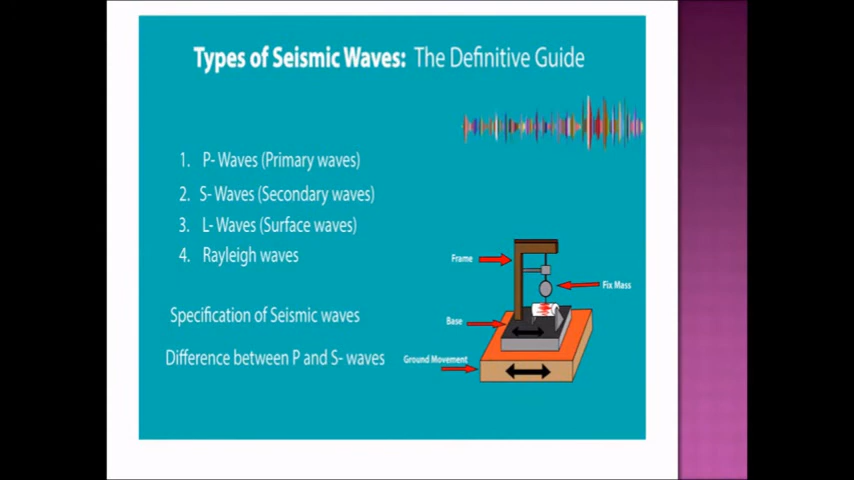 Types of Seismic Waves: The Definitive Guide
1. P- Waves (Primary waves)
2. S- Waves (Secondary waves)
3. L- Waves (Surface waves)
4. Rayleigh waves
Specification of Seismic waves
Difference between P and S- waves
Frame
Fix Mass
Base
Ground Movement